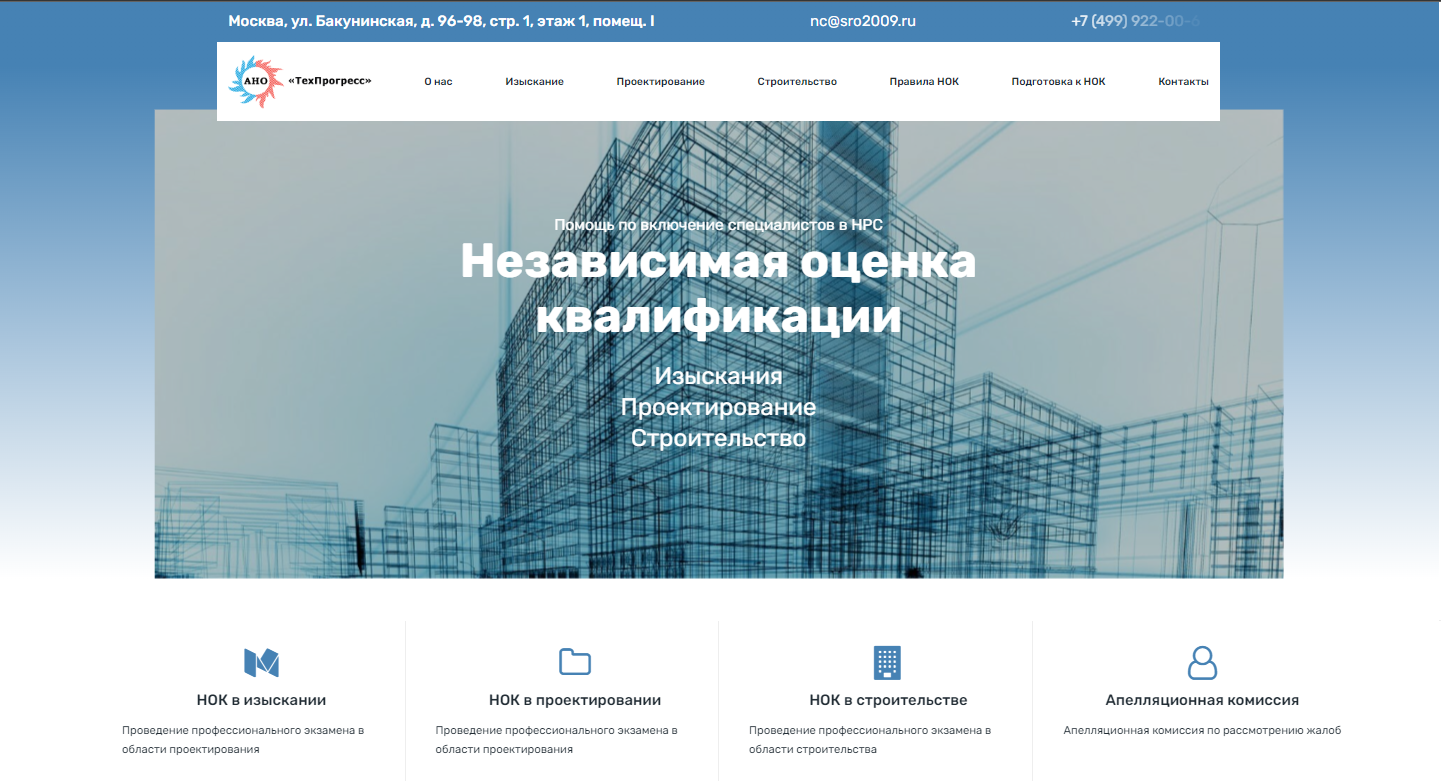 Москва, ул. Бакунинская, д. 96-98, стр. 1, этаж 1, помещ. I
nc@sro2009.ru
+7 (499) 922-00-
АНО «ТехПрогресс»
О нас
Изыскание
Проектирование
Строительство
Правила НОК
Подготовка к НОК
Контакты
Помощь по включение специалистов в НРС
Независимая оценка
квалификации
Изыскания
Проектирование
Строительство
НОК в изыскании
Проведение профессионального экзамена в
области проектирования
НОК в проектировании
Проведение профессионального экзамена в
области проектирования
НОК в строительстве
Проведение профессионального экзамена в
области строительства
Апелляционная комиссия
Апелляционная комиссия по рассмотрению жалоб